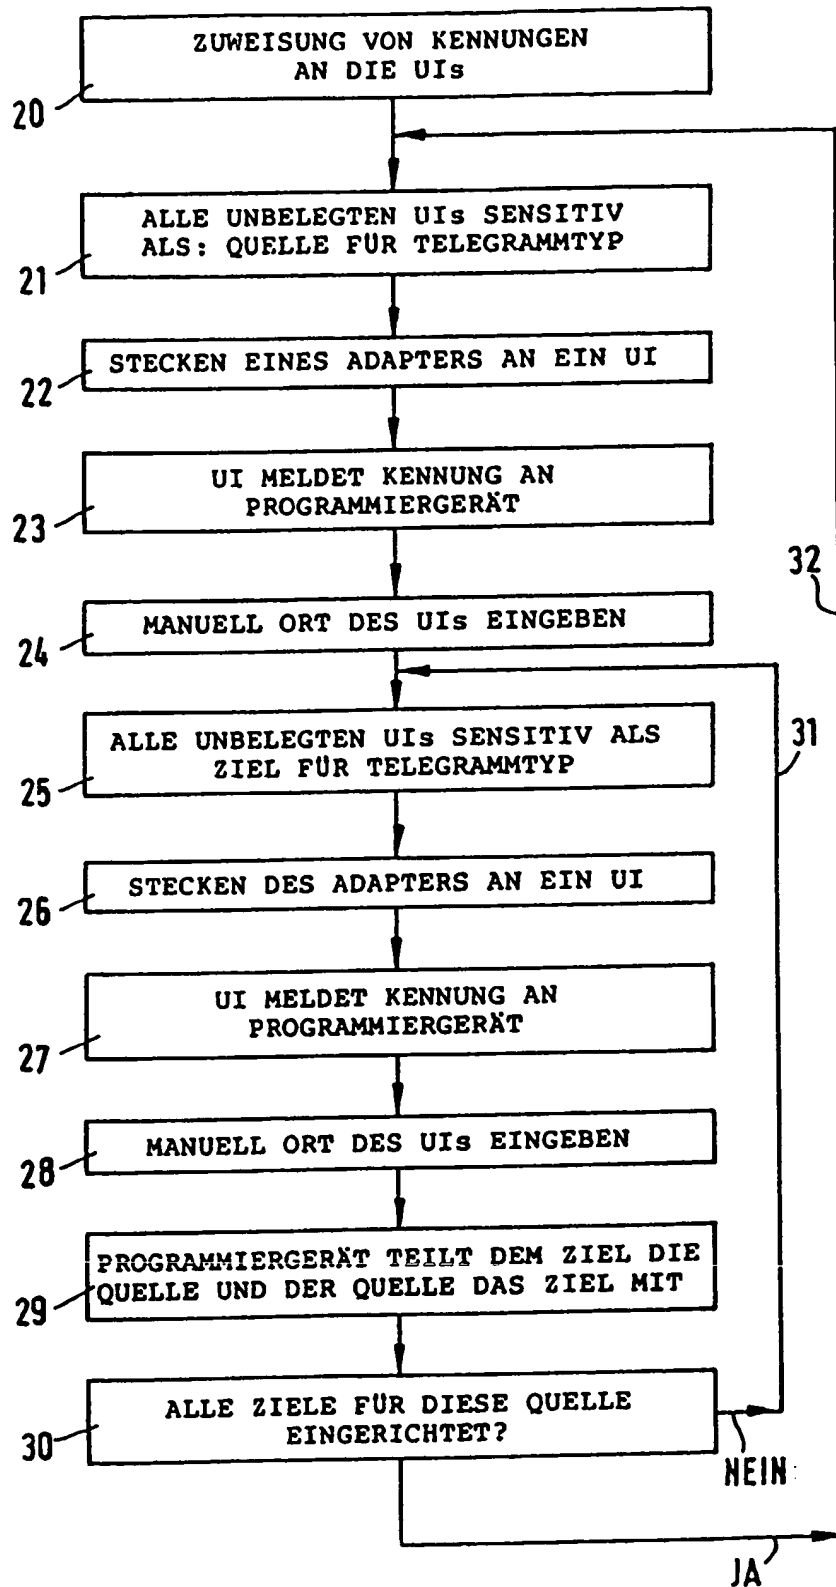 ZUWEISUNG VON KENNUNGEN
AN DIE UIs
20
ALLE UNBELEGTEN UIs SENSITIV
ALS: QUELLE FÜR TELEGRAMMTYP
21
STECKEN EINES ADAPTERS AN EIN UI
22
UI MELDET KENNUNG AN
PROGRAMMIERGERÄT
23
32
MANUELL ORT DES UIs EINGEBEN
24
ALLE UNBELEGTEN UIs SENSITIV ALS
ZIEL FÜR TELEGRAMMTYP
31
25
STECKEN DES ADAPTERS AN EIN UI
26
UI MELDET KENNUNG AN
PROGRAMMIERGERÄT
27
MANUELL ORT DES UIs EINGEBEN
28
PROGRAMMIERGERÄT TEILT DEM ZIEL DIE
QUELLE UND DER QUELLE DAS ZIEL MIT
29
ALLE ZIELE FÜR DIESE QUELLE
EINGERICHTET?
30
NEIN
JA